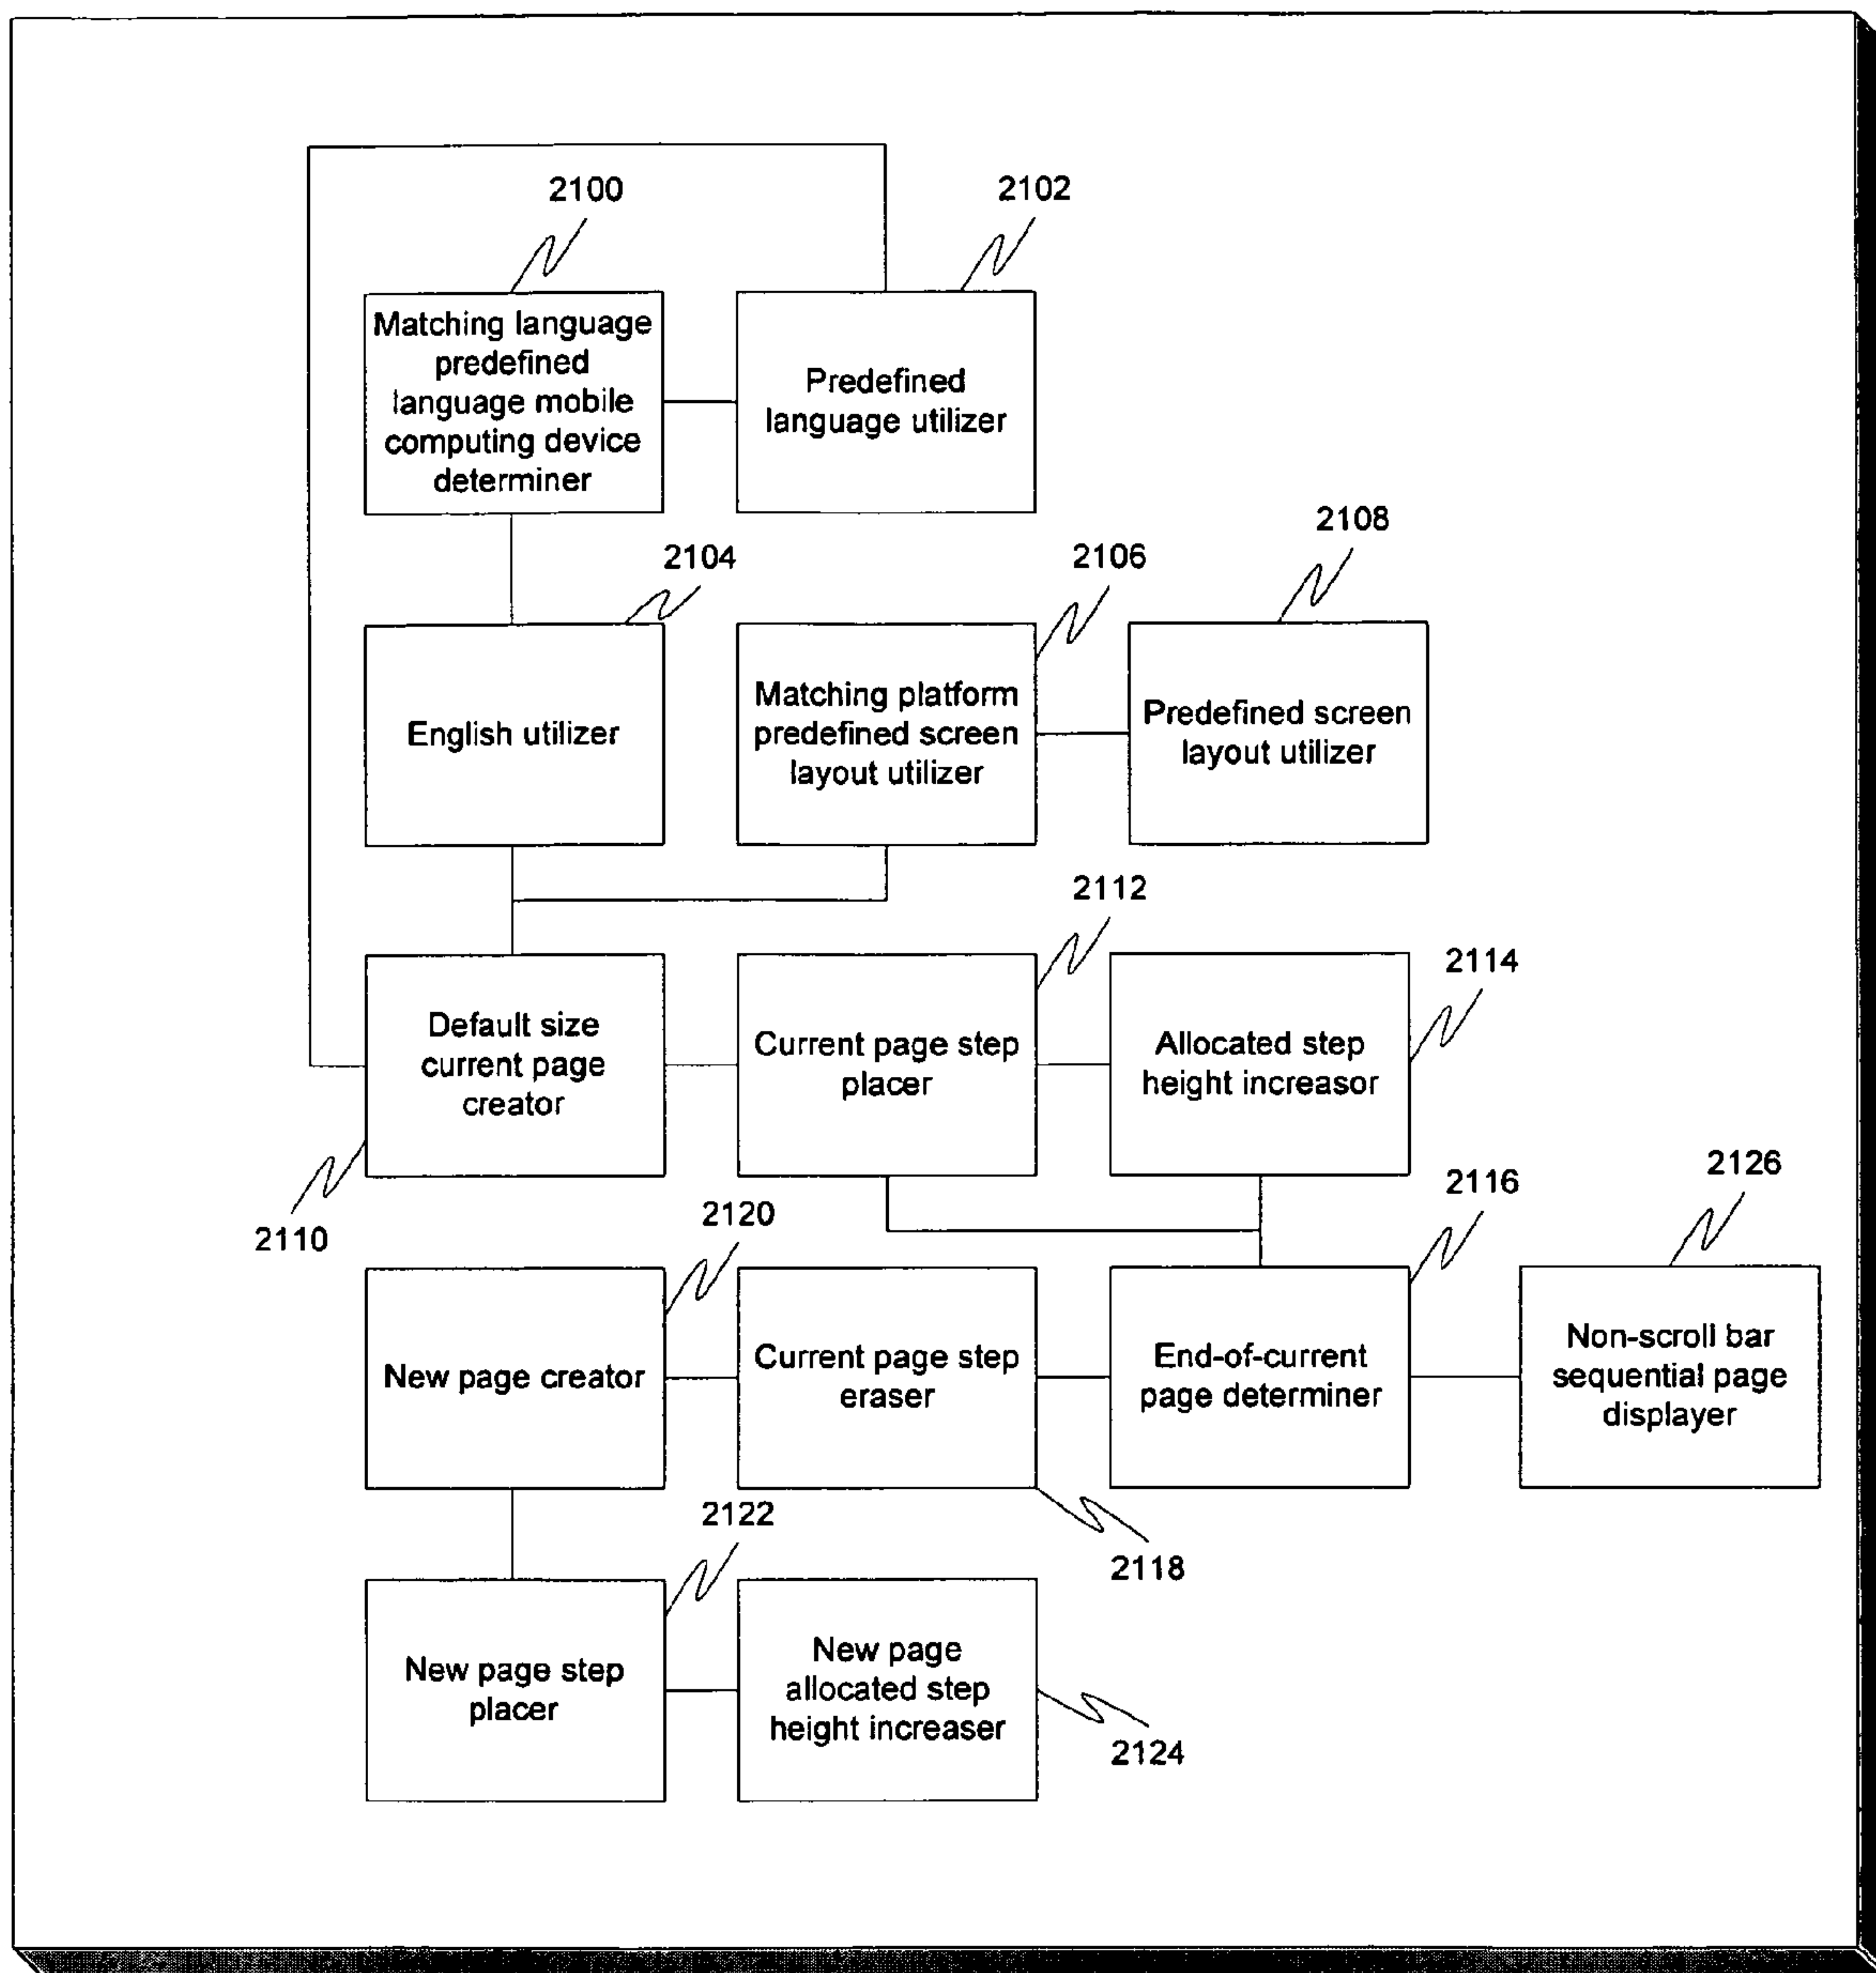 2100
2102
Matching language
predefined
language mobile
computing device
determiner
Predefined
language utilizer
2104
2106
2108
English utilizer
Matching platform
predefined screen
layout utilizer
Predefined screen
layout utilizer
2112
2114
Default size
current page
creator
Current page step
placer
Allocated step
height increasor
2110
2120
2116
2126
New page creator
Current page step
eraser
End-of-current
page determiner
Non-scroll bar
sequential page
displayer
2122
2118
New page step
placer
New page
allocated step
height increaser
2124